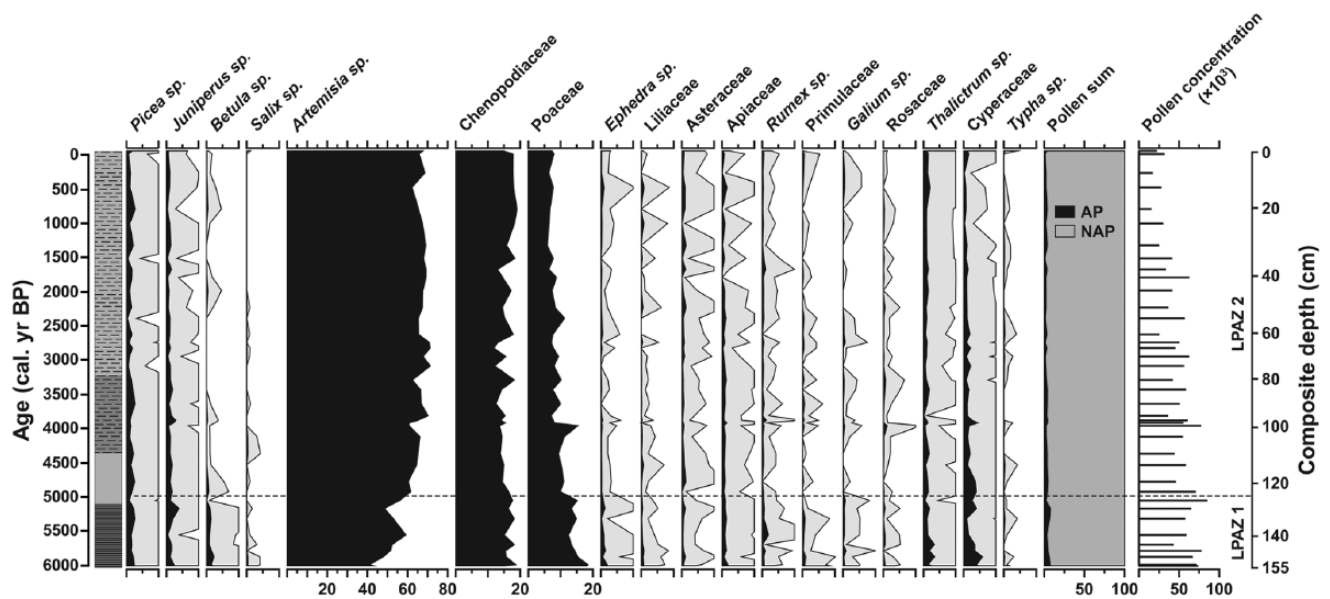 Picea sp.
Juniperus sp.
Betula sp.
Salix sp.
Artemisia sp.
Chenopodiaceae
Poaceae
Ephedra sp.
Liliaceae
Asteraceae
Apiaceae
Rumex sp.
Primulaceae
Galium sp.
Rosaceae
Thalictrum sp.
Cyperaceae
Typha sp.
Pollen sum
Pollen concentration
(×10³)
Age (cal. yr BP)
0
500
1000
1500
2000
2500
3000
3500
4000
4500
5000
5500
6000
AP
NAP
0
20
40
60
80
100
120
140
155
LPAZ 2
LPAZ 1
Composite depth (cm)
20 40 60 80 20 20 100 0 50 100